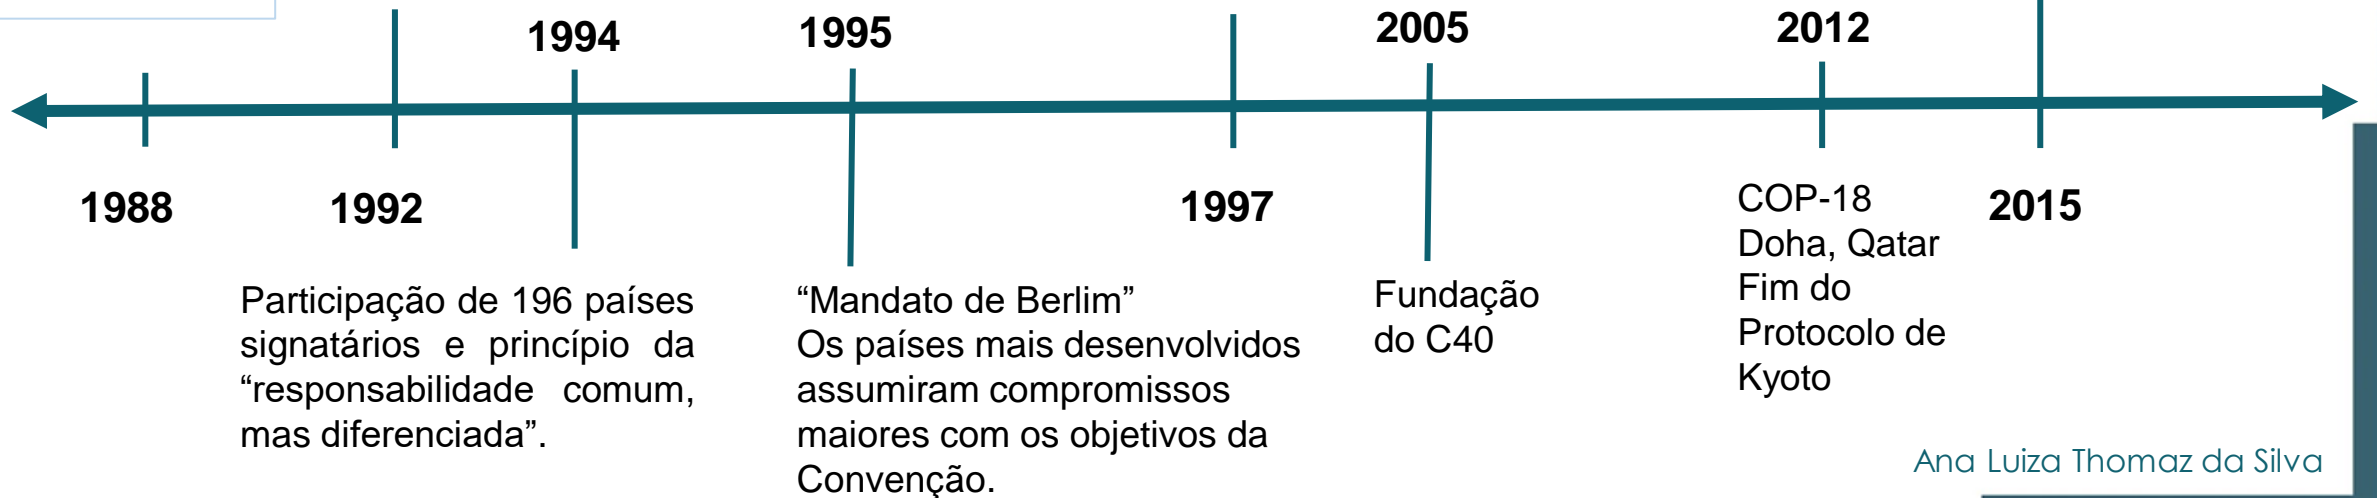 1994
1995
2005
2012
1988
1992
1997
2015
Participação de 196 países
signatários e princípio da
“responsabilidade comum,
mas diferenciada”.
“Mandato de Berlim”
Os países mais desenvolvidos
assumiram compromissos
maiores com os objetivos da
Convenção.
Fundação
do C40
COP-18
Doha, Qatar
Fim do
Protocolo de
Kyoto
Ana Luiza Thomaz da Silva